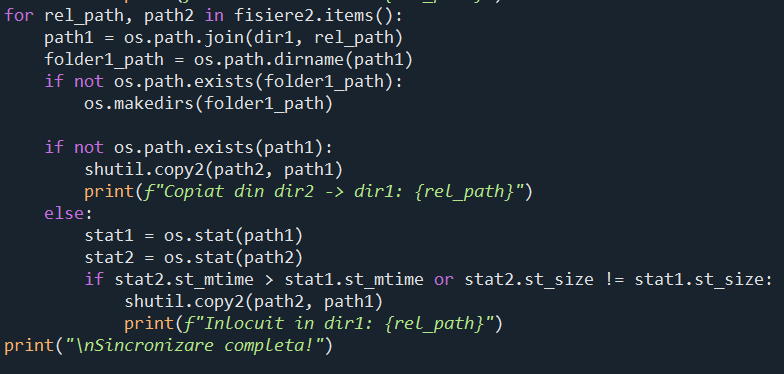 for rel_path, path2 in fisiere2.items():
    path1 = os.path.join(dir1, rel_path)
    folder1_path = os.path.dirname(path1)
    if not os.path.exists(folder1_path):
        os.makedirs(folder1_path)

    if not os.path.exists(path1):
        shutil.copy2(path2, path1)
        print(f"Copiat din dir2 -> dir1: {rel_path}")
    else:
        stat1 = os.stat(path1)
        stat2 = os.stat(path2)
        if stat2.st_mtime > stat1.st_mtime or stat2.st_size != stat1.st_size:
            shutil.copy2(path2, path1)
            print(f"Inlocuit in dir1: {rel_path}")
print("\nSincronizare completa!")